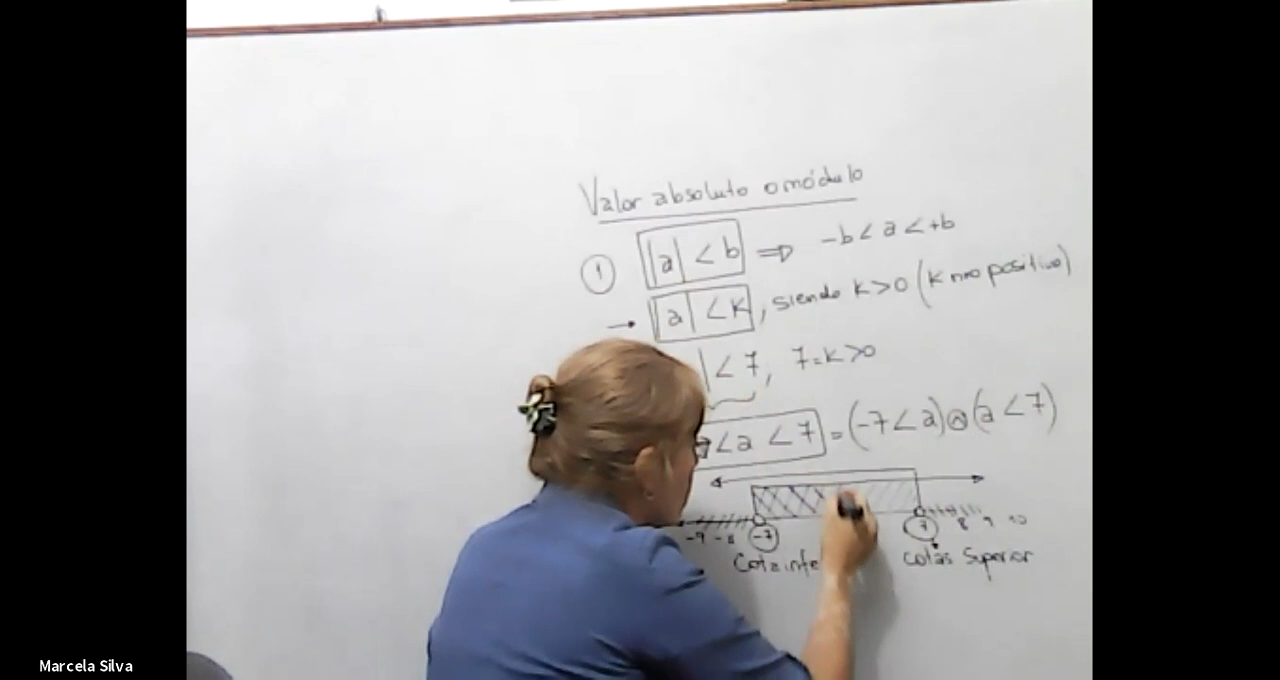 Valor absoluto o módulo
① |a| < b ⇒ -b < a < +b
→ |a| < K, siendo K>0 (K nro positivo)
| < 7, 7=K>0
<a < 7 = (-7 < a) ⓐ (a < 7)
-9 -8 -7 7 8 9 10
Cota infe cotas Superior
Marcela Silva